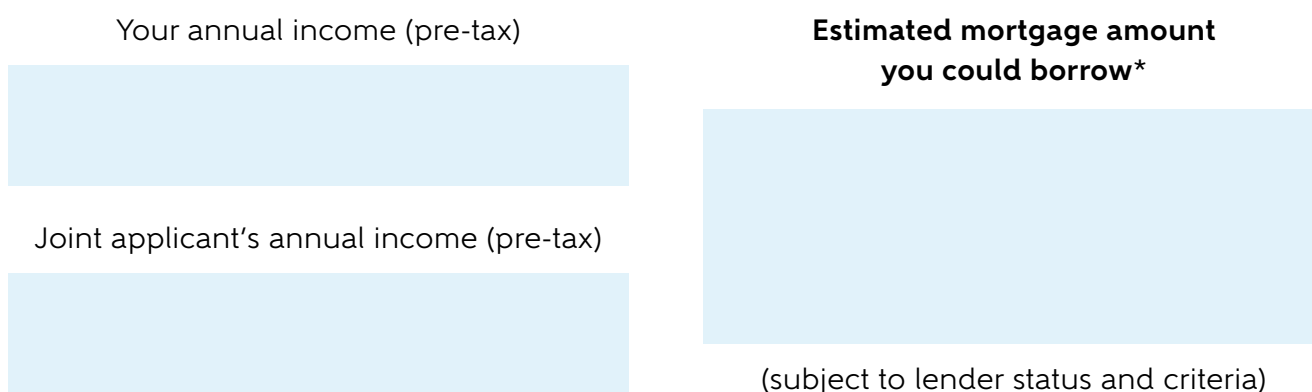 Your annual income (pre-tax)
Joint applicant's annual income (pre-tax)
Estimated mortgage amount
you could borrow*
(subject to lender status and criteria)